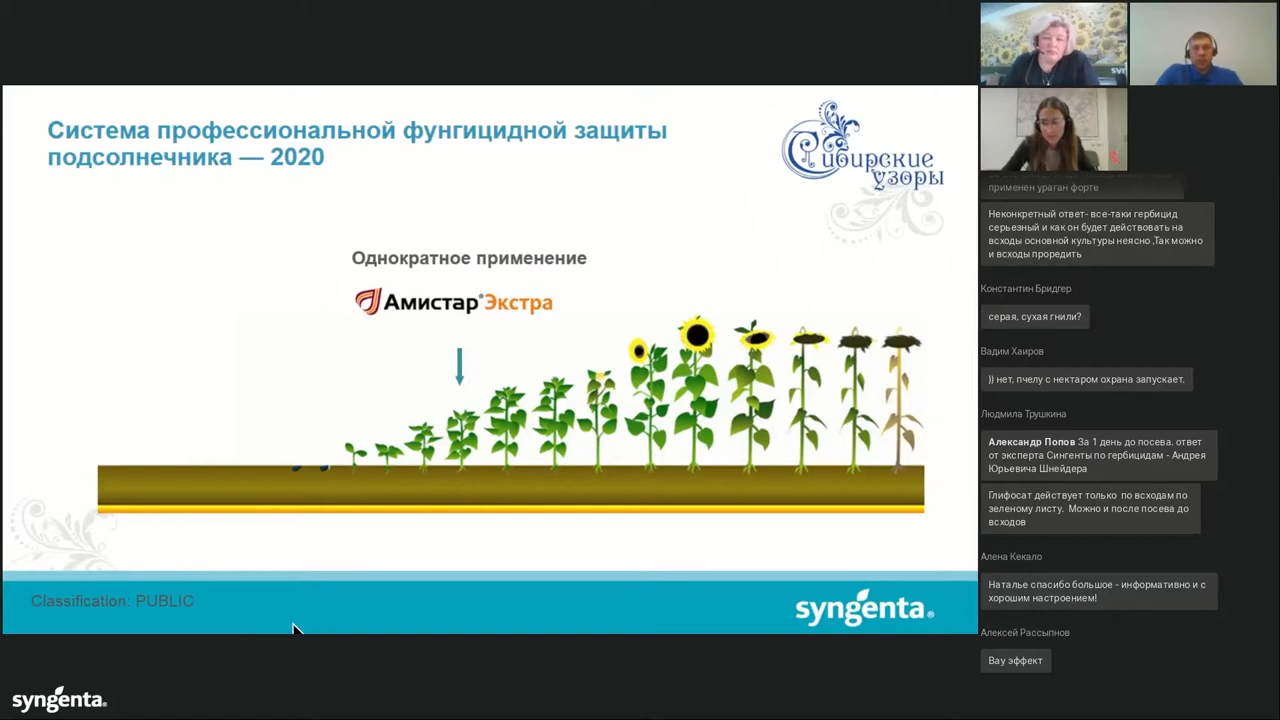 Система профессиональной фунгицидной защиты
подсолнечника — 2020
Сибирские
узоры
Однократное применение
Амистар® Экстра
Classification: PUBLIC
syngenta®
syngenta®
syn
применен ураган форте
Неконкретный ответ- все-таки гербицид
серьезный и как он будет действовать на
всходы основной культуры неясно ,Так можно
и всходы проредить
Константин Бридгер
серая, сухая гнили?
Вадим Хаиров
)) нет, пчелу с нектаром охрана запускает.
Людмила Трушкина
Александр Попов За 1 день до посева. ответ
от эксперта Сингенты по гербицидам - Андрея
Юрьевича Шнейдера
Глифосат действует только по всходам по
зеленому листу. Можно и после посева до
всходов
Алена Кекало
Наталье спасибо большое - информативно и с
хорошим настроением!
Алексей Рассыпнов
Вау эффект